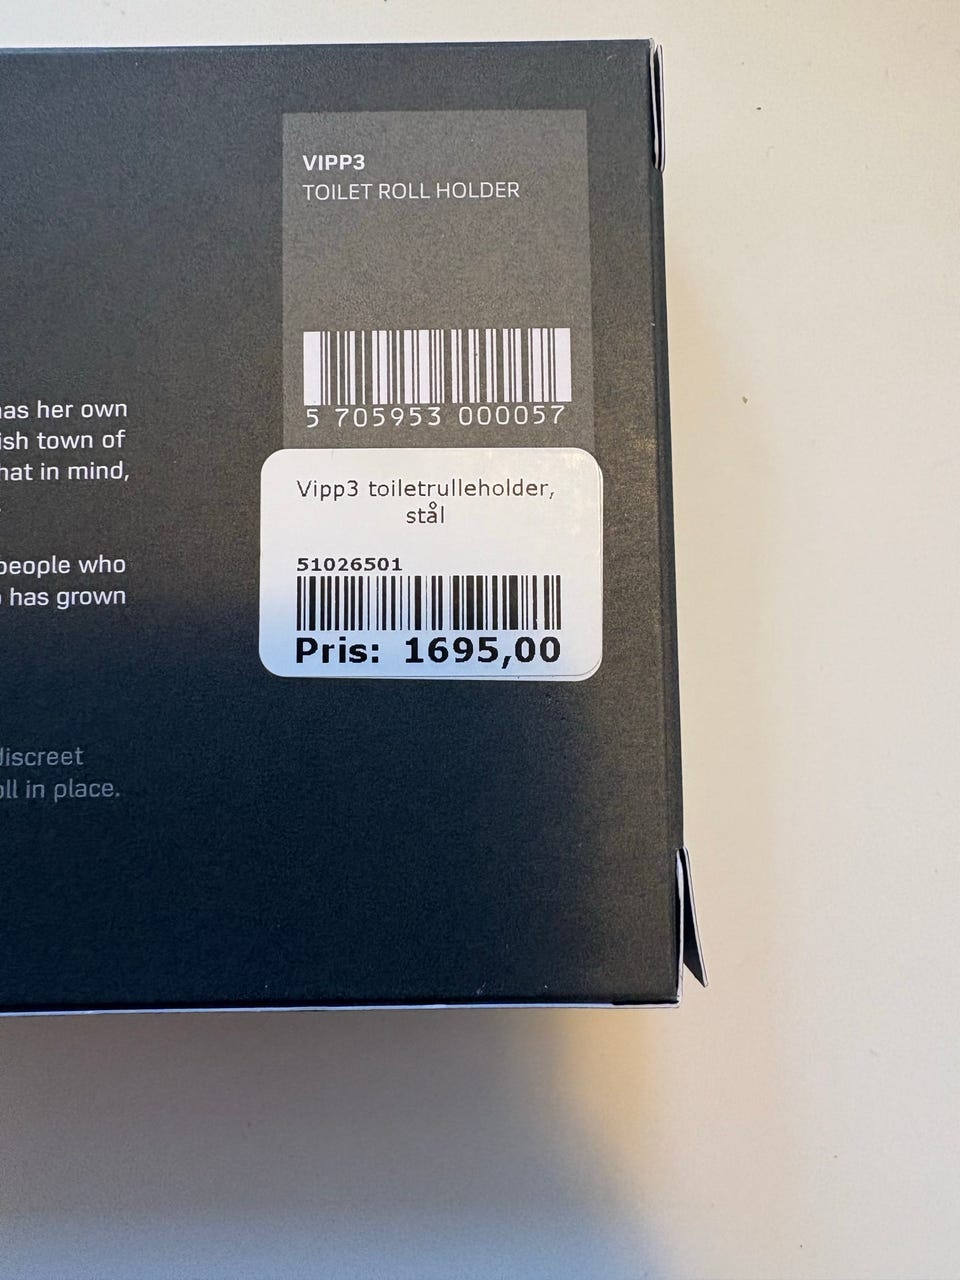 VIPP3
TOILET ROLL HOLDER
5 705953 000057
has her own
ish town of
hat in mind,
people who
has grown
discreet
oll in place.
Vipp3 toiletrulleholder,
stål
51026501
Pris: 1695,00